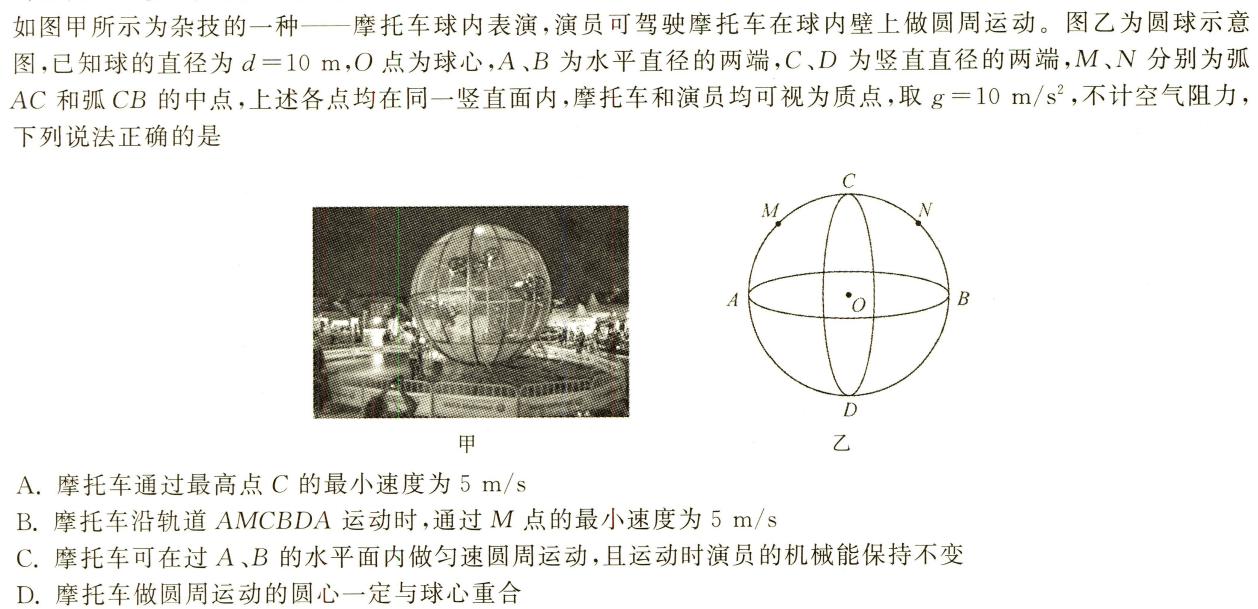 如图甲所示为杂技的一种——摩托车球内表演,演员可驾驶摩托车在球内壁上做圆周运动。图乙为圆球示意
图,已知球的直径为 d=10 m,O 点为球心,A、B 为水平直径的两端,C、D 为竖直直径的两端,M、N 分别为弧
AC 和弧 CB 的中点,上述各点均在同一竖直面内,摩托车和演员均可视为质点,取 g=10 m/s²,不计空气阻力,
下列说法正确的是
C
M
N
A
O
B
D
甲
乙
A. 摩托车通过最高点 C 的最小速度为 5 m/s
B. 摩托车沿轨道 AMCBDA 运动时,通过 M 点的最小速度为 5 m/s
C. 摩托车可在过 A、B 的水平面内做匀速圆周运动,且运动时演员的机械能保持不变
D. 摩托车做圆周运动的圆心一定与球心重合